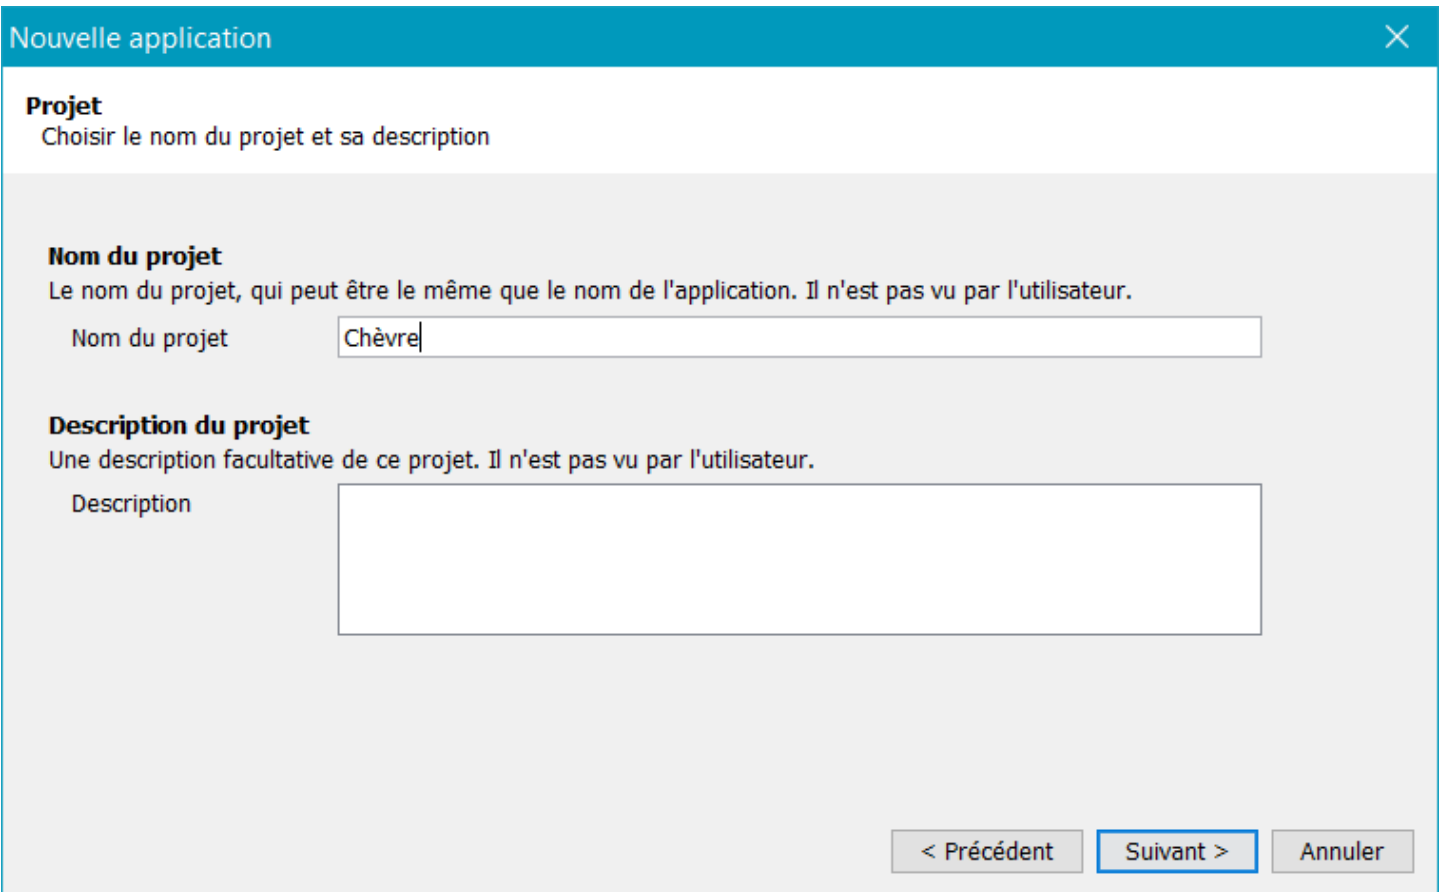 Nouvelle application
Projet
Choisir le nom du projet et sa description
Nom du projet
Le nom du projet, qui peut être le même que le nom de l'application. Il n'est pas vu par l'utilisateur.
Nom du projet Chèvre
Description du projet
Une description facultative de ce projet. Il n'est pas vu par l'utilisateur.
Description
< Précédent Suivant > Annuler